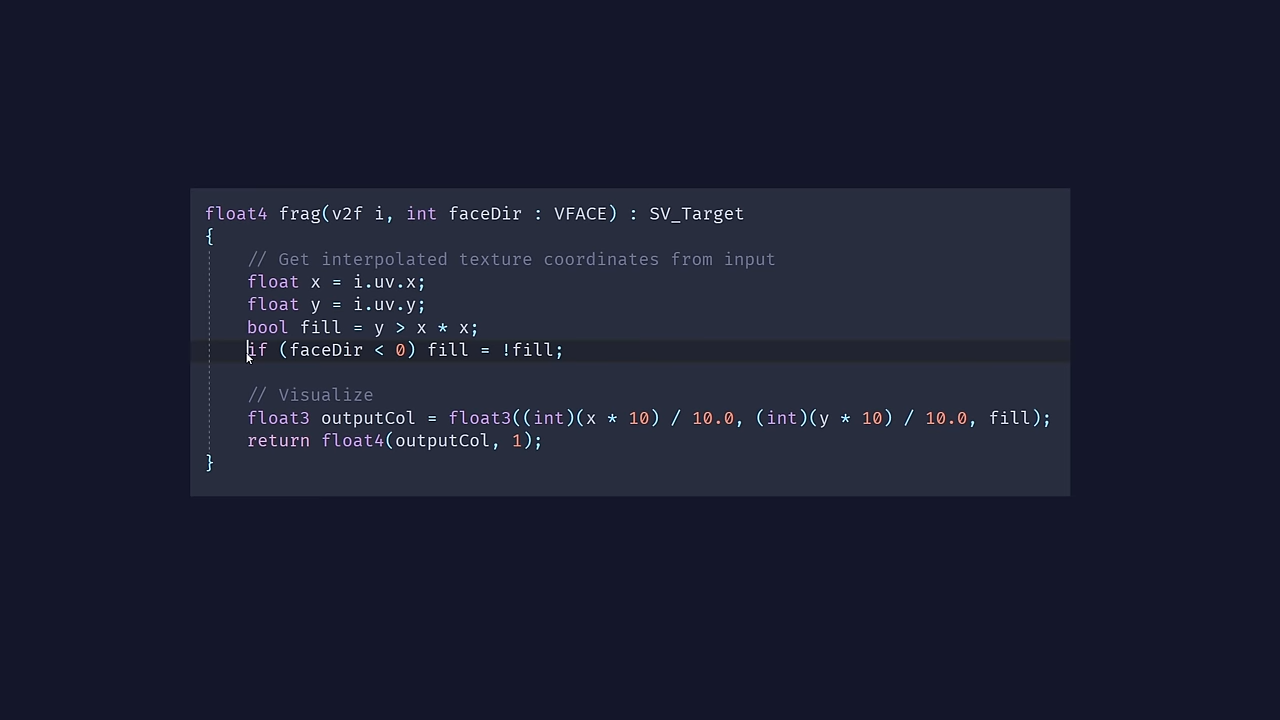 float4 frag(v2f i, int faceDir : VFACE) : SV_Target
{
    // Get interpolated texture coordinates from input
    float x = i.uv.x;
    float y = i.uv.y;
    bool fill = y > x * x;
    if (faceDir < 0) fill = !fill;

    // Visualize
    float3 outputCol = float3((int)(x * 10) / 10.0, (int)(y * 10) / 10.0, fill);
    return float4(outputCol, 1);
}